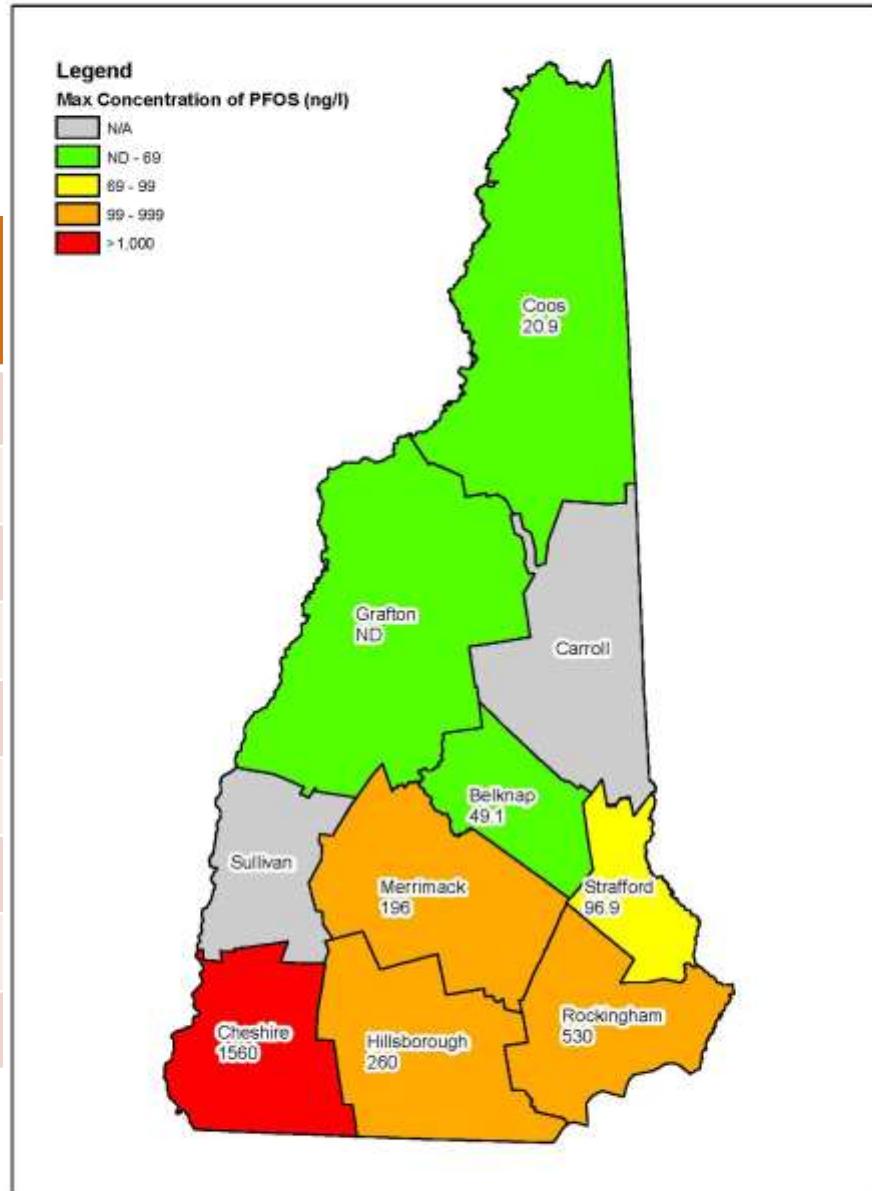 Legend
Max Concentration of PFOS (ng/l)
N/A
ND - 69
69 - 99
99 - 999
>1,000
Coos
20.9
Grafton
ND
Carroll
Belknap
49.1
Sullivan
Merrimack
196
Strafford
96.9
Cheshire
1560
Hillsborough
260
Rockingham
530